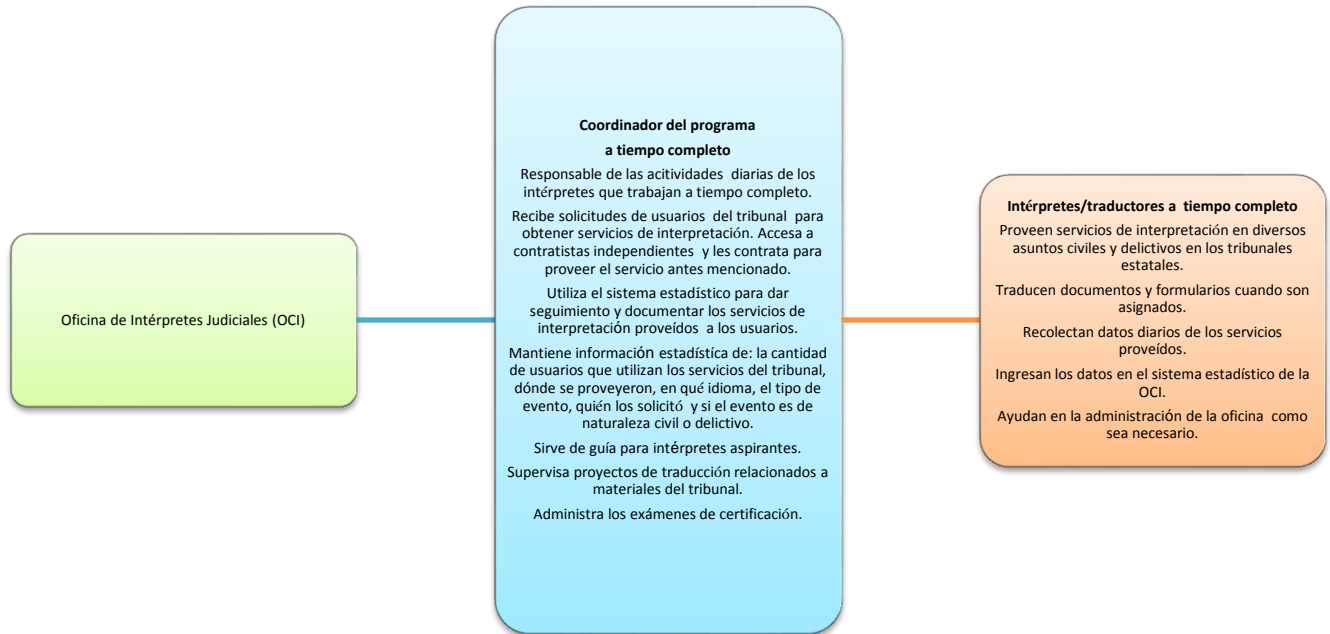 Oficina de Intérpretes Judiciales (OCI)
Coordinador del programa
a tiempo completo
Responsable de las acitividades diarias de los
intérpretes que trabajan a tiempo completo.
Recibe solicitudes de usuarios del tribunal para
obtener servicios de interpretación. Accesa a
contratistas independientes y les contrata para
proveer el servicio antes mencionado.
Utiliza el sistema estadístico para dar
seguimiento y documentar los servicios de
interpretación proveídos a los usuarios.
Mantiene información estadística de: la cantidad
de usuarios que utilizan los servicios del tribunal,
dónde se proveyeron, en qué idioma, el tipo de
evento, quién los solicitó y si el evento es de
naturaleza civil o delictivo.
Sirve de guía para intérpretes aspirantes.
Supervisa proyectos de traducción relacionados a
materiales del tribunal.
Administra los exámenes de certificación.
Intérpretes/traductores a tiempo completo
Proveen servicios de interpretación en diversos
asuntos civiles y delictivos en los tribunales
estatales.
Traducen documentos y formularios cuando son
asignados.
Recolectan datos diarios de los servicios
proveídos.
Ingresan los datos en el sistema estadístico de la
OCI.
Ayudan en la administración de la oficina como
sea necesario.